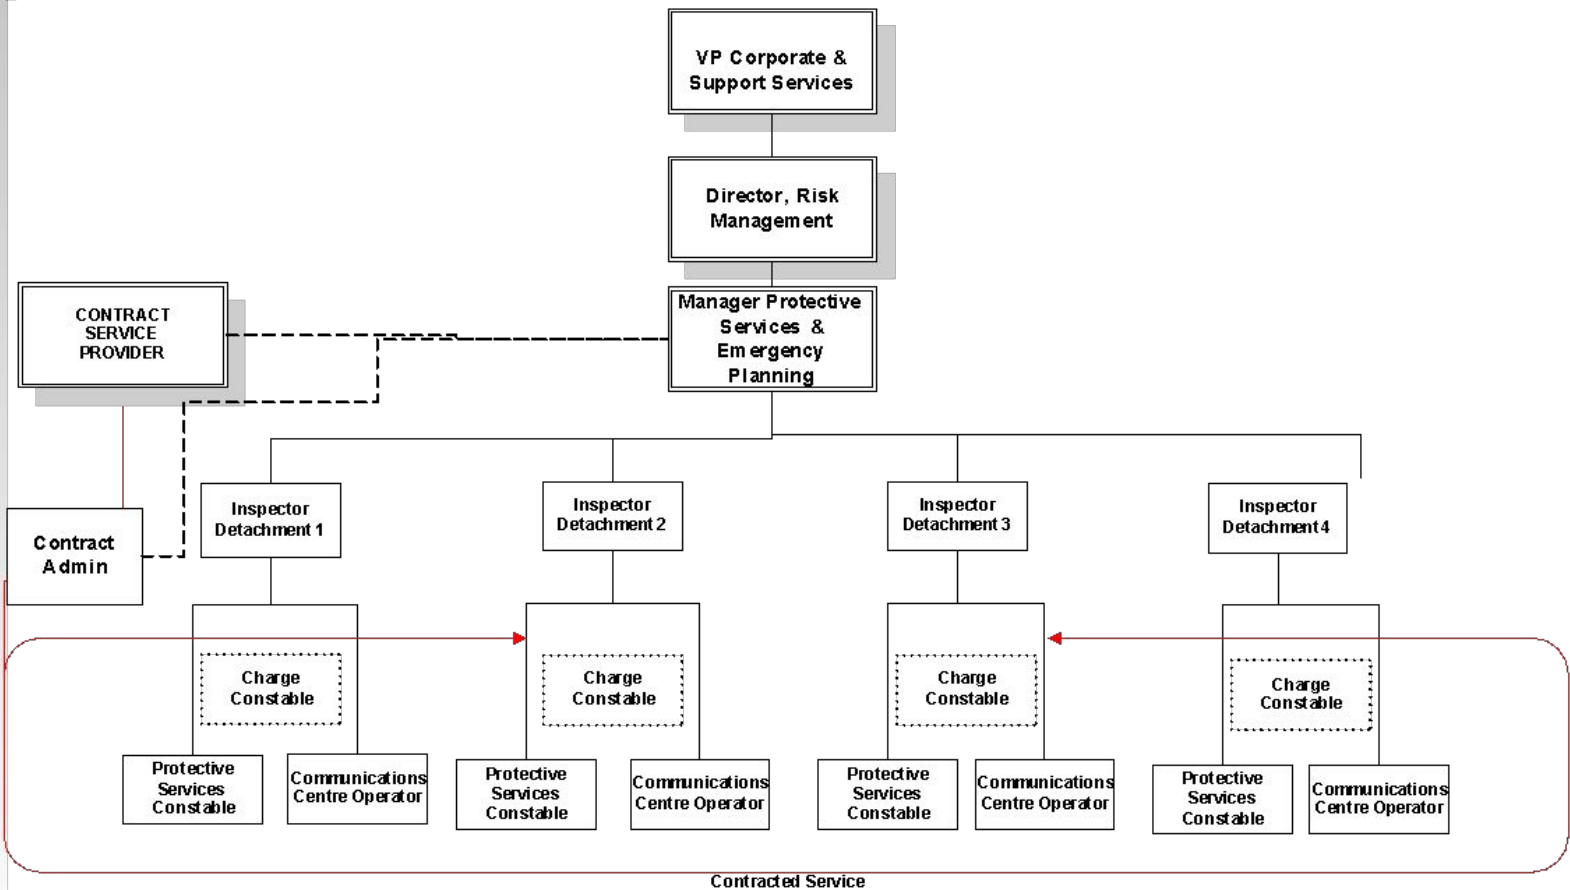 VP Corporate &
Support Services
Director, Risk
Management
Manager Protective
Services &
Emergency
Planning
CONTRACT
SERVICE
PROVIDER
Contract
Admin
Inspector
Detachment 1
Inspector
Detachment 2
Inspector
Detachment 3
Inspector
Detachment 4
Charge
Constable
Charge
Constable
Charge
Constable
Charge
Constable
Protective
Services
Constable
Communications
Centre Operator
Protective
Services
Constable
Communications
Centre Operator
Protective
Services
Constable
Communications
Centre Operator
Protective
Services
Constable
Communications
Centre Operator
Contracted Service